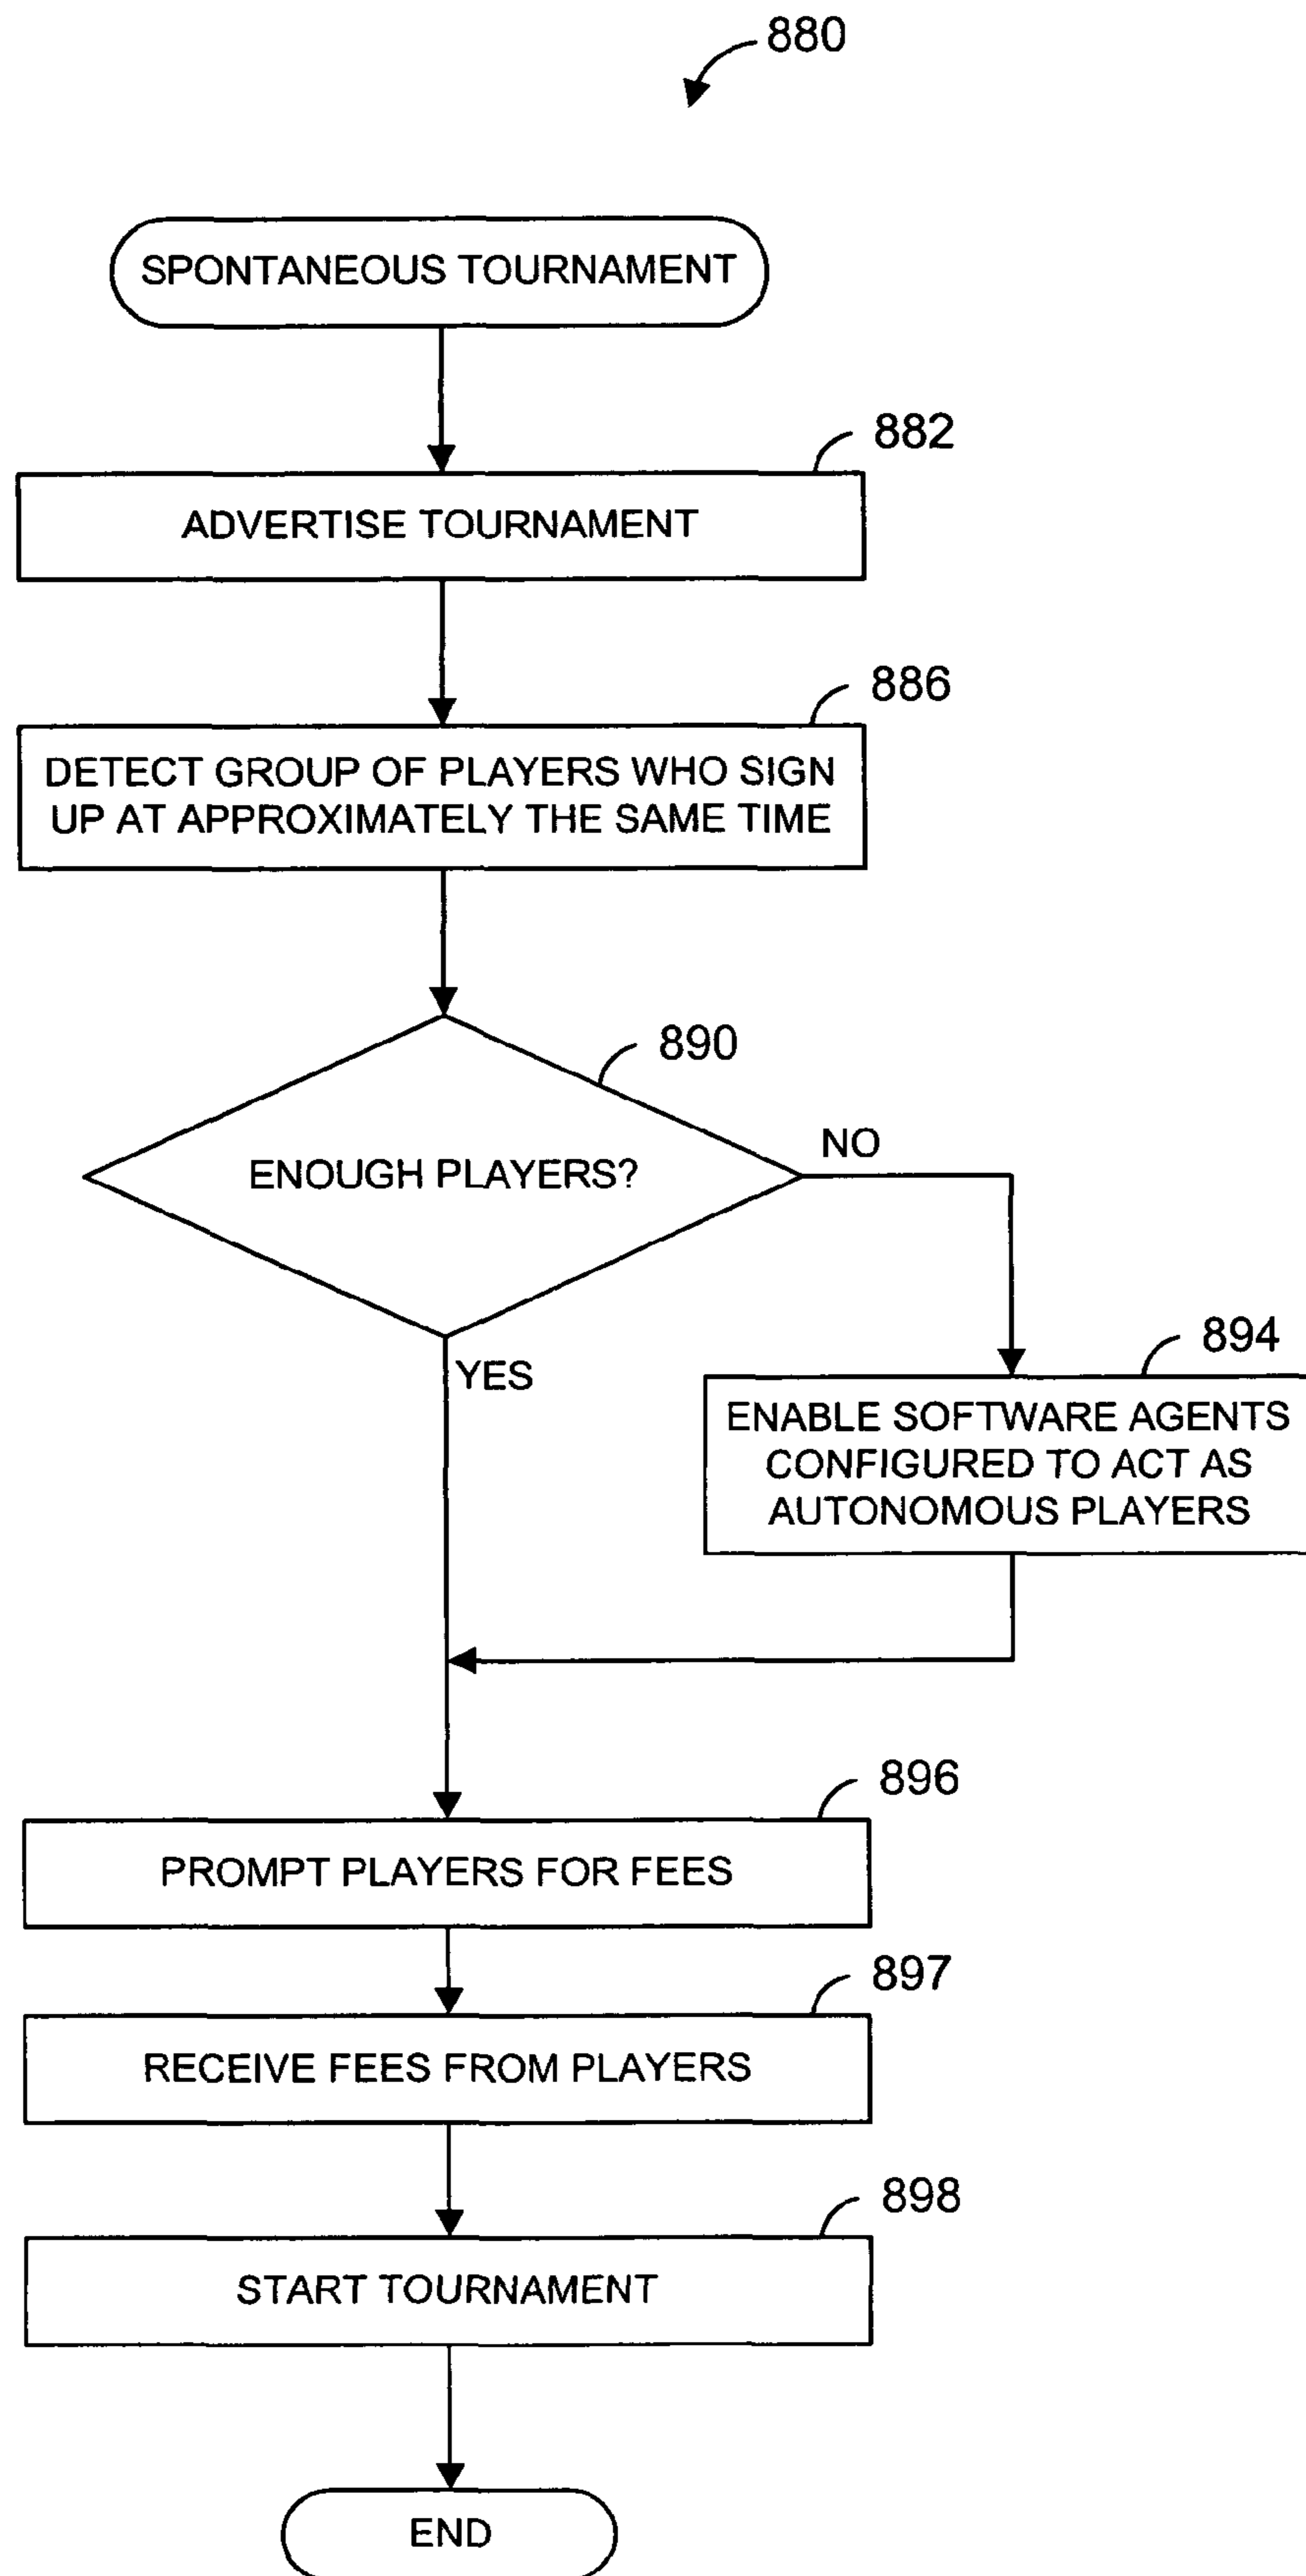 880
SPONTANEOUS TOURNAMENT
882
ADVERTISE TOURNAMENT
886
DETECT GROUP OF PLAYERS WHO SIGN
UP AT APPROXIMATELY THE SAME TIME
890
ENOUGH PLAYERS?
NO
YES
894
ENABLE SOFTWARE AGENTS
CONFIGURED TO ACT AS
AUTONOMOUS PLAYERS
896
PROMPT PLAYERS FOR FEES
897
RECEIVE FEES FROM PLAYERS
898
START TOURNAMENT
END